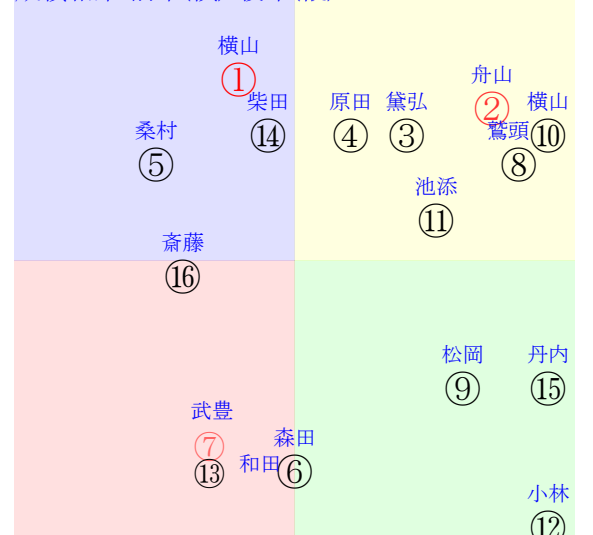 横山
①
舟山
②
柴田
⑭
原田
④
黛弘
③
横山
⑩
桑村
⑤
鷲頭
⑧
池添
⑪
斎藤
⑯
松岡
⑨
丹内
⑮
武豊
⑦
⑬
和田
森田
⑥
小林
⑫